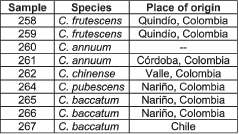 Sample Species Place of origin
258 C. frutescens Quindío, Colombia
259 C. frutescens Quindío, Colombia
260 C. annuum --
261 C. annuum Córdoba, Colombia
262 C. chinense Valle, Colombia
264 C. pubescens Nariño, Colombia
265 C. baccatum Nariño, Colombia
266 C. baccatum Nariño, Colombia
267 C. baccatum Chile